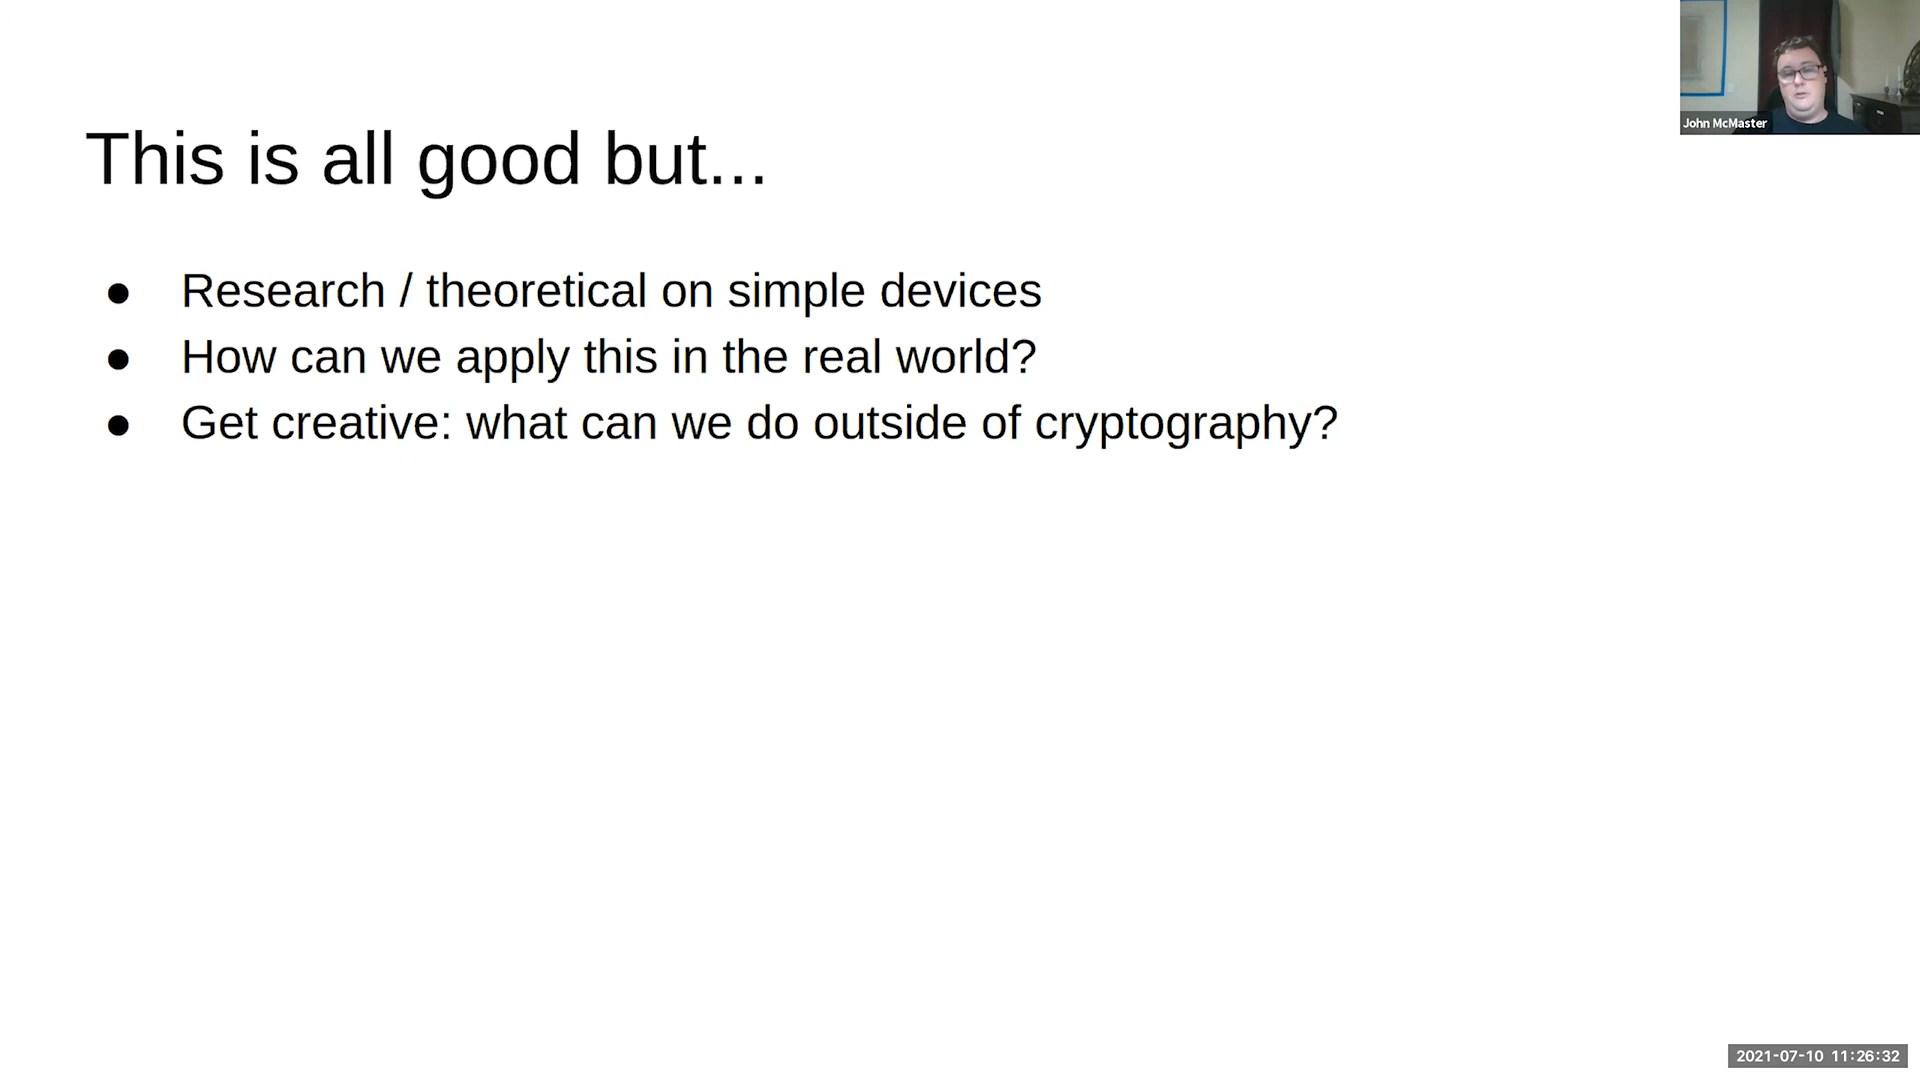 John McMaster
This is all good but...
● Research / theoretical on simple devices
● How can we apply this in the real world?
● Get creative: what can we do outside of cryptography?
2021-07-10 11:26:32